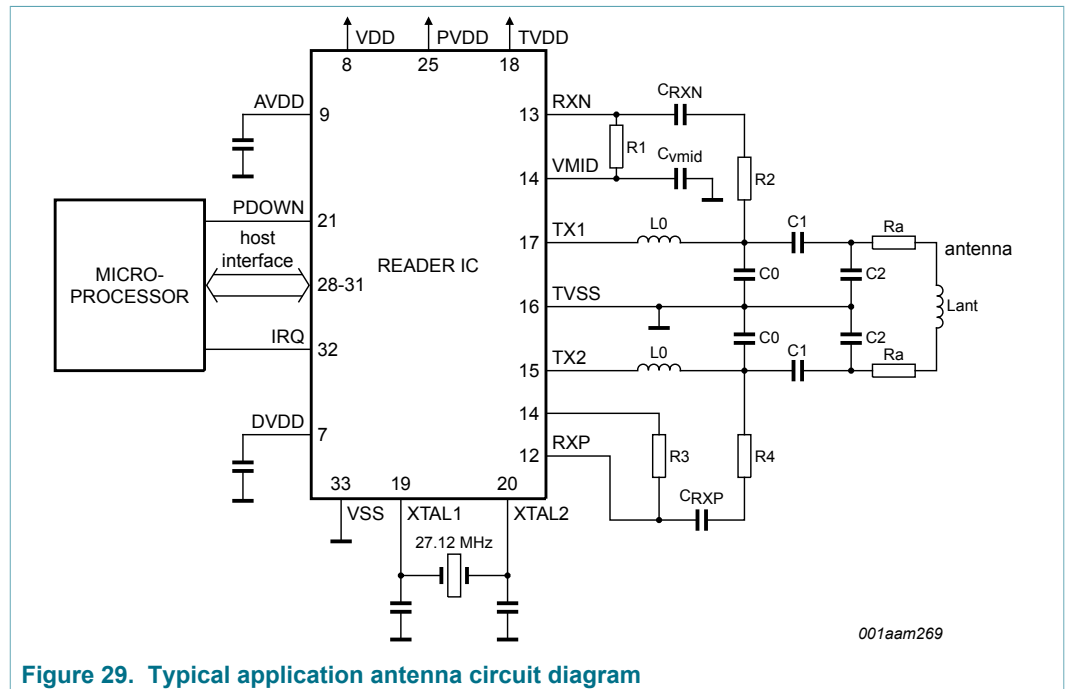 VDD PVDD TVDD
8 25 18
AVDD 9
13 RXN CRXN
R1
VMID Cvmid
14
R2
PDOWN 21
host interface
MICRO-
PROCESSOR
28-31
READER IC
17 TX1 L0 C1 Ra
antenna
C0 C2
16 TVSS
Lant
C0 C2
IRQ 32
15 TX2 L0 C1 Ra
14
RXP
12
R3 R4
CRXP
DVDD 7
33 19 20
VSS XTAL1 XTAL2
27.12 MHz
001aam269
Figure 29. Typical application antenna circuit diagram